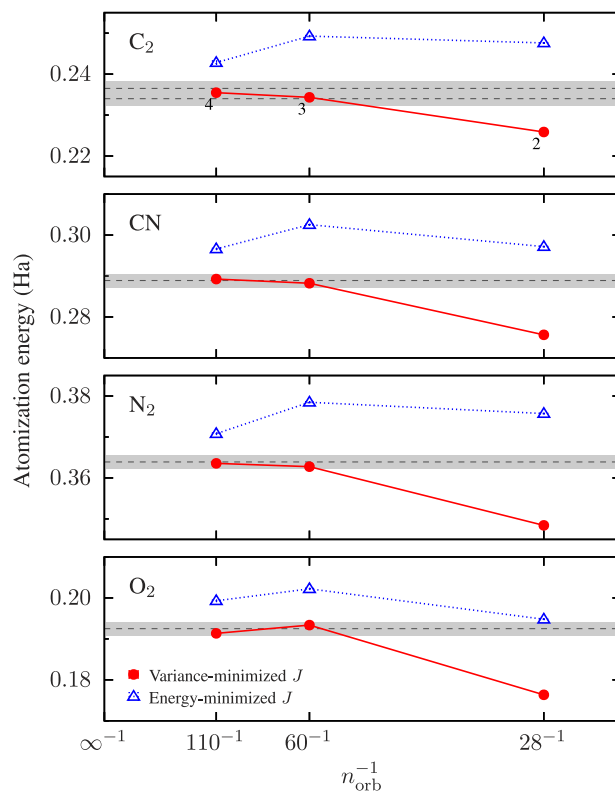 C₂
0.24
4
3
2
0.22
CN
0.30
0.28
Atomization energy (Ha)
N₂
0.38
0.36
O₂
0.20
Variance-minimized J
0.18
Energy-minimized J
∞⁻¹ 110⁻¹ 60⁻¹ 28⁻¹
n⁻¹orb